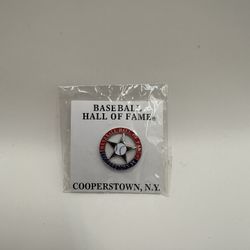 BASEBALL
HALL OF FAME®
COOPERSTOWN, N.Y.